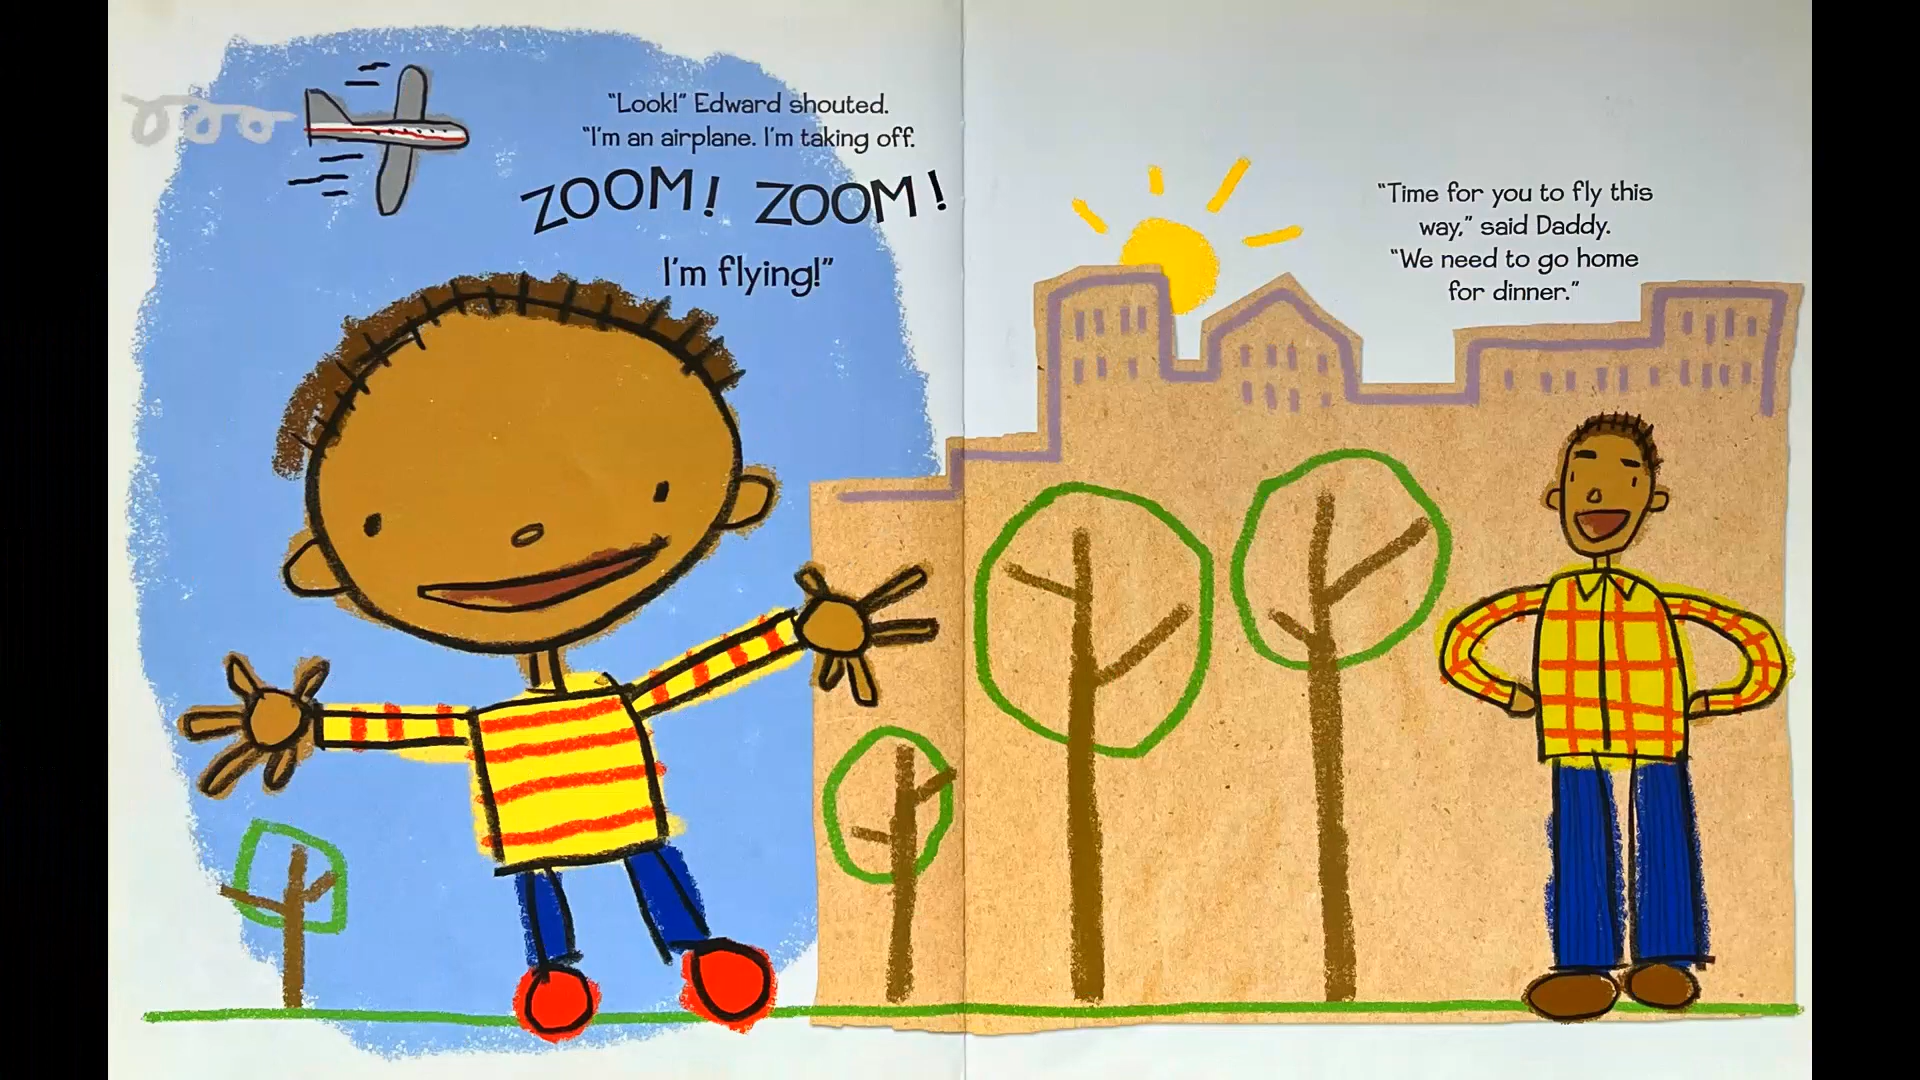 “Look!” Edward shouted.
“I’m an airplane. I’m taking off.
ZOOM! ZOOM!
I’m flying!”
“Time for you to fly this
way,” said Daddy.
“We need to go home
for dinner.”